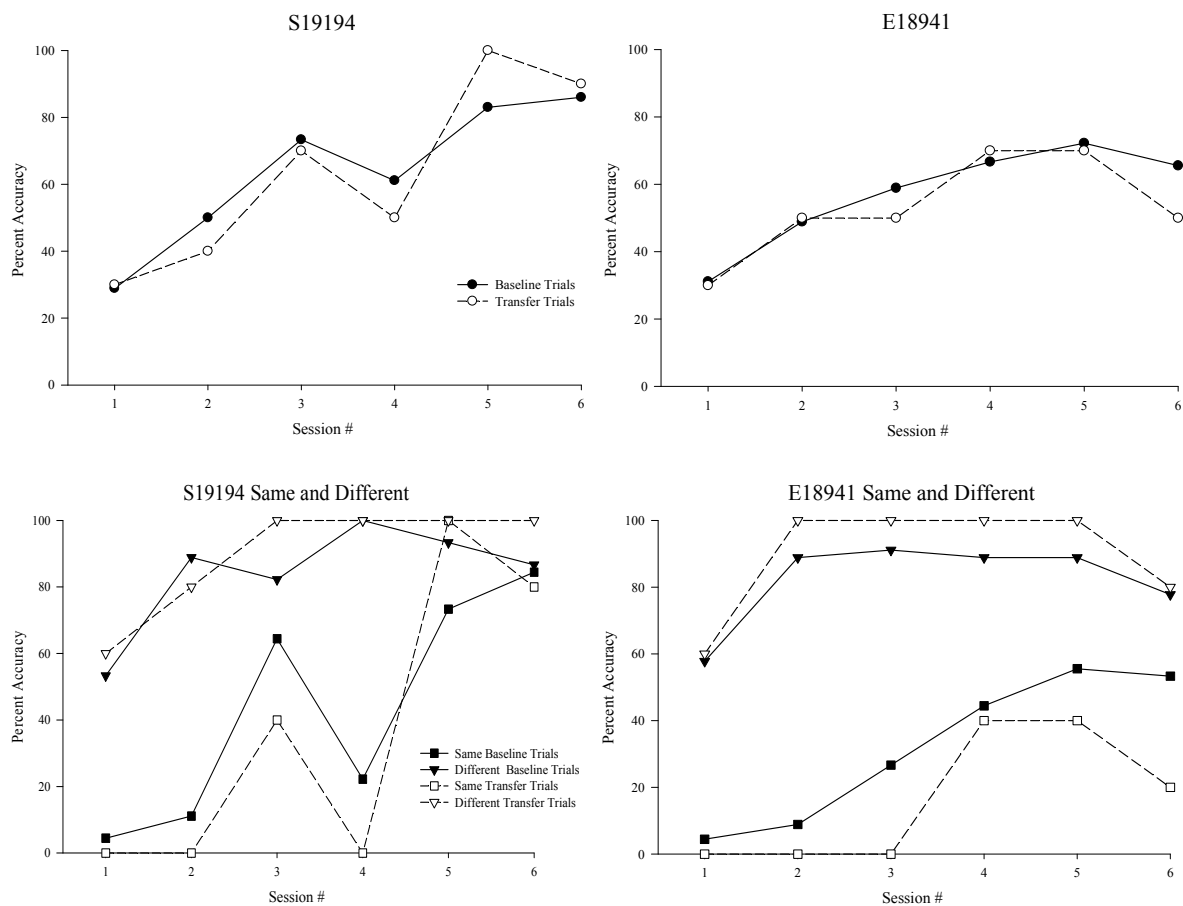 S19194
100
80
60
40
20
0
Percent Accuracy
1 2 3 4 5 6
Session #
Baseline Trials
Transfer Trials
E18941
100
80
60
40
20
0
Percent Accuracy
1 2 3 4 5 6
Session #
S19194 Same and Different
100
80
60
40
20
0
Percent Accuracy
1 2 3 4 5 6
Session #
Same Baseline Trials
Different Baseline Trials
Same Transfer Trials
Different Transfer Trials
E18941 Same and Different
100
80
60
40
20
0
Percent Accuracy
1 2 3 4 5 6
Session #